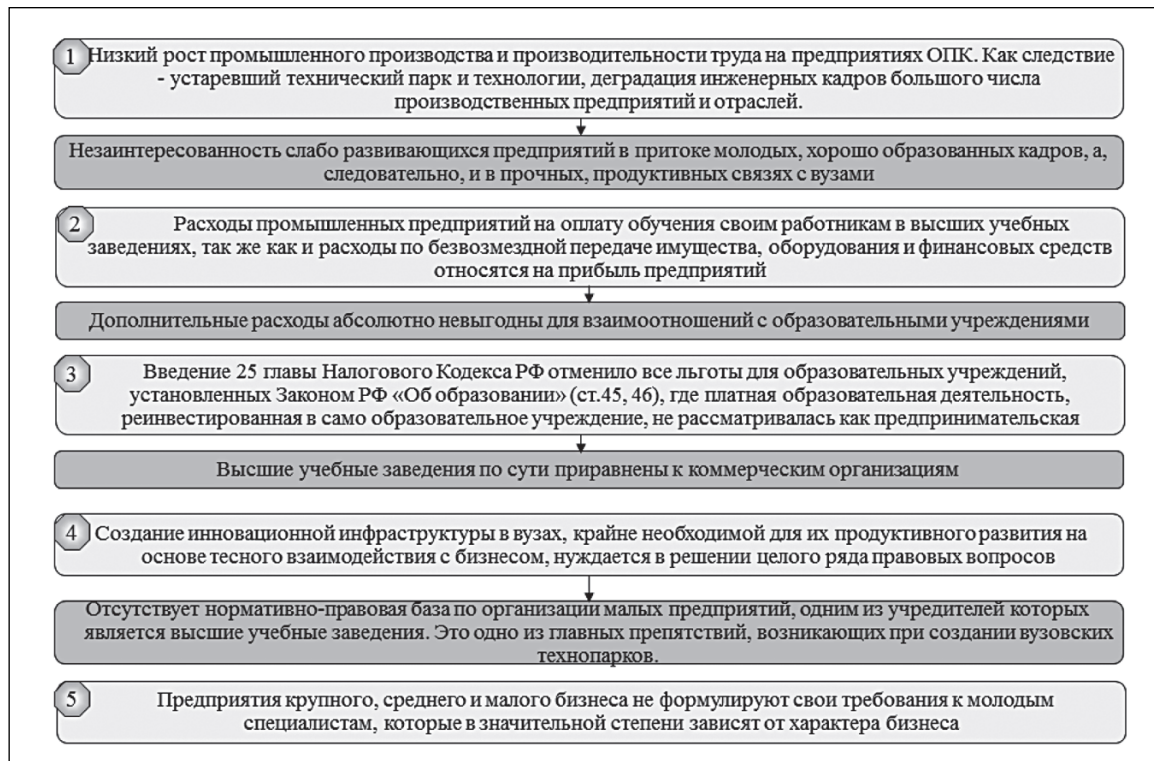 1 Низкий рост промышленного производства и производительности труда на предприятиях ОПК. Как следствие
- устаревший технический парк и технологии, деградация инженерных кадров большого числа
производственных предприятий и отраслей.
Незаинтересованность слабо развивающихся предприятий в притоке молодых, хорошо образованных кадров, а,
следовательно, и в прочных, продуктивных связях с вузами
2 Расходы промышленных предприятий на оплату обучения своим работникам в высших учебных
заведениях, так же как и расходы по безвозмездной передаче имущества, оборудования и финансовых средств
относятся на прибыль предприятий
Дополнительные расходы абсолютно невыгодны для взаимоотношений с образовательными учреждениями
3 Введение 25 главы Налогового Кодекса РФ отменило все льготы для образовательных учреждений,
установленных Законом РФ «Об образовании» (ст.45, 46), где платная образовательная деятельность,
реинвестированная в само образовательное учреждение, не рассматривалась как предпринимательская
Высшие учебные заведения по сути приравнены к коммерческим организациям
4 Создание инновационной инфраструктуры в вузах, крайне необходимой для их продуктивного развития на
основе тесного взаимодействия с бизнесом, нуждается в решении целого ряда правовых вопросов
Отсутствует нормативно-правовая база по организации малых предприятий, одним из учредителей которых
является высшие учебные заведения. Это одно из главных препятствий, возникающих при создании вузовских
технопарков.
5 Предприятия крупного, среднего и малого бизнеса не формулируют свои требования к молодым
специалистам, которые в значительной степени зависят от характера бизнеса